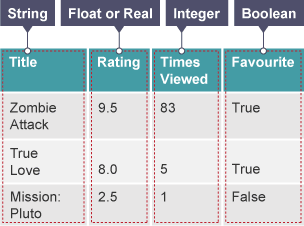 String Float or Real Integer Boolean
Title Rating Times Viewed Favourite
Zombie Attack 9.5 83 True
True Love 8.0 5 True
Mission: Pluto 2.5 1 False